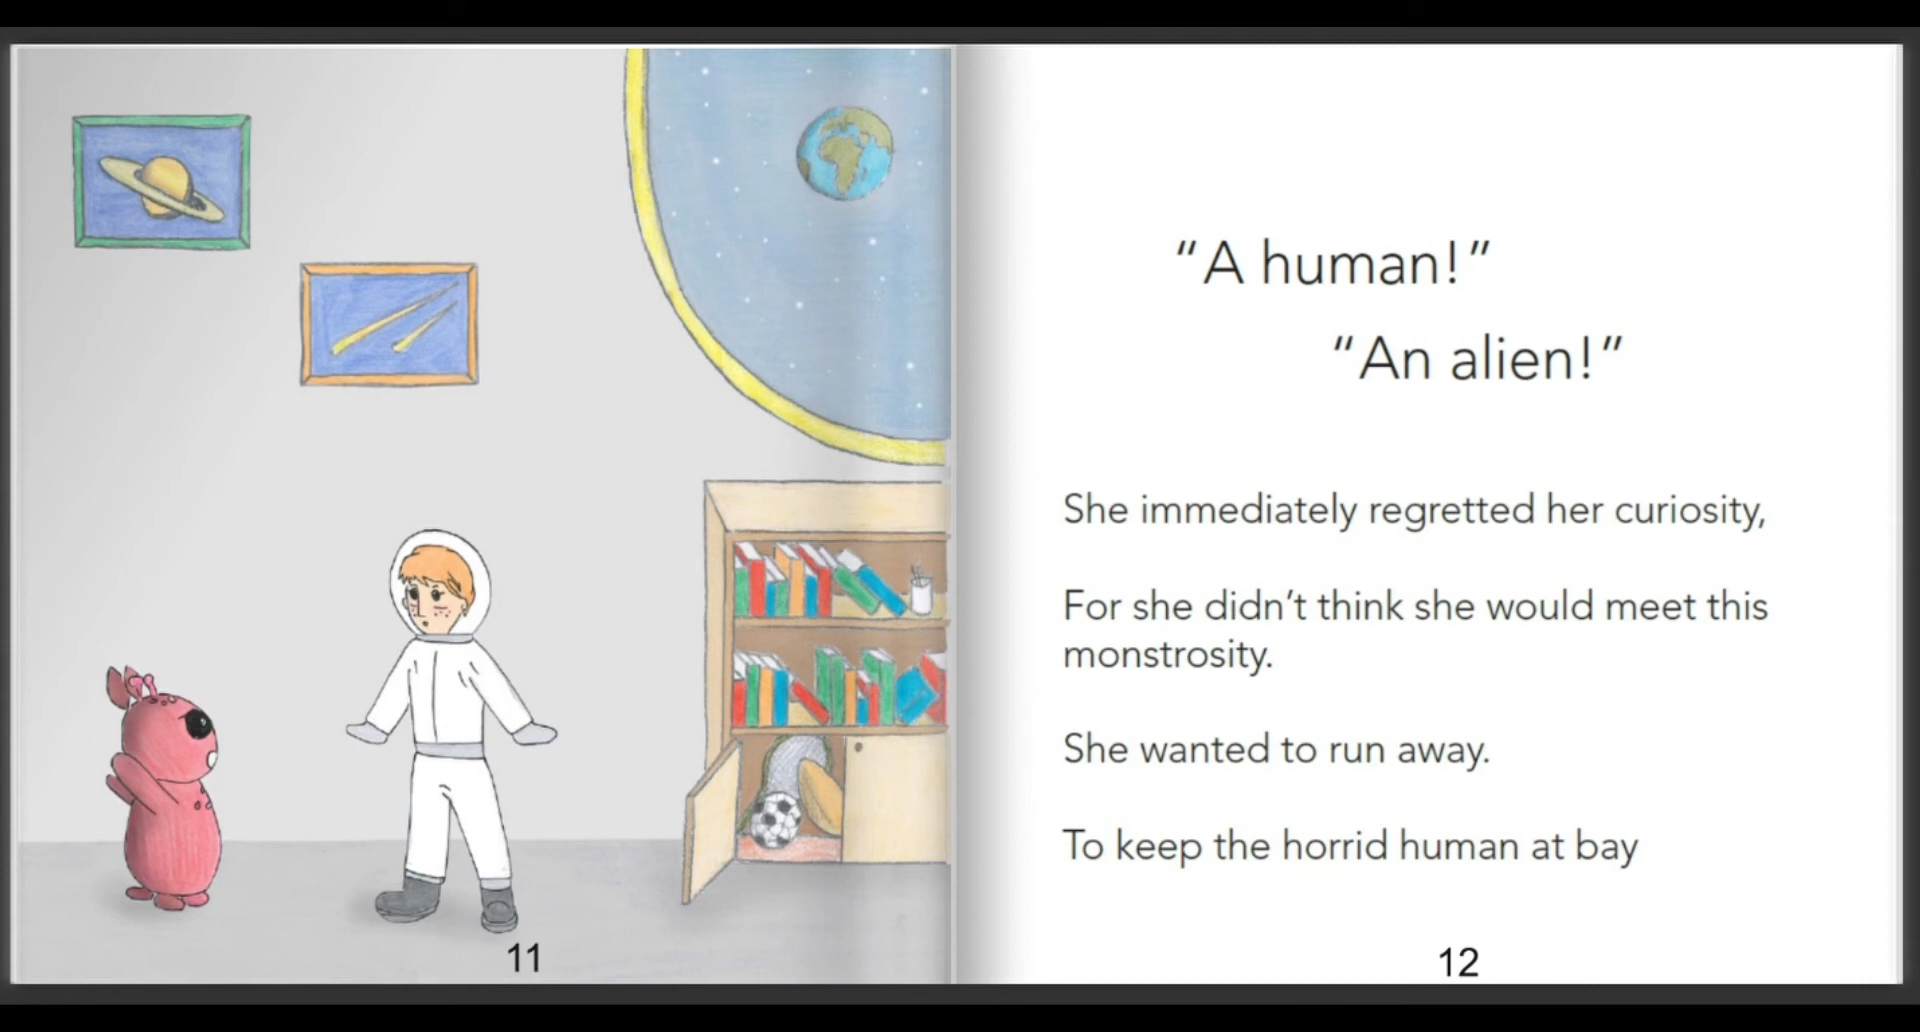 “A human!”
“An alien!”
She immediately regretted her curiosity,
For she didn’t think she would meet this
monstrosity.
She wanted to run away.
To keep the horrid human at bay
11
12